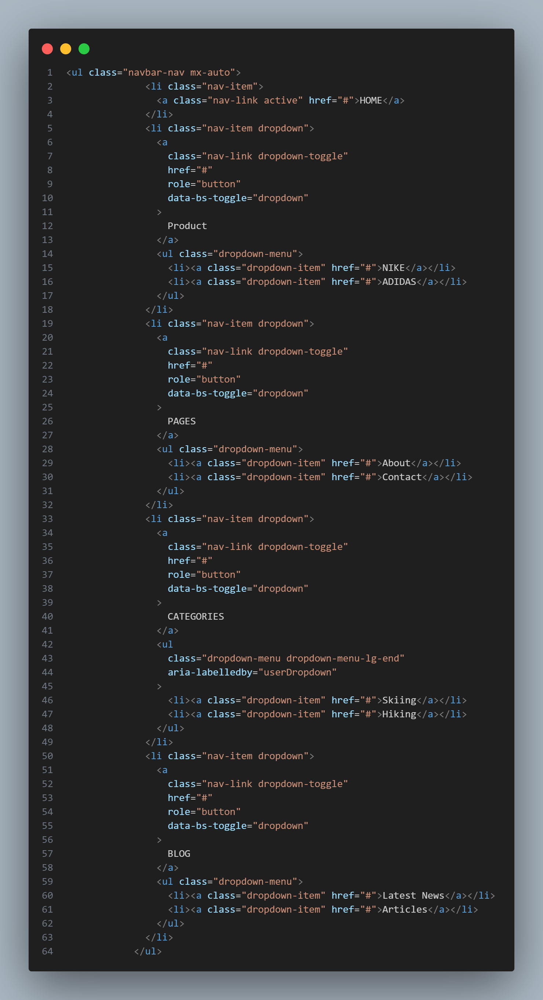 1 <ul class="navbar-nav mx-auto">
2               <li class="nav-item">
3                 <a class="nav-link active" href="#">HOME</a>
4               </li>
5               <li class="nav-item dropdown">
6                 <a
7                   class="nav-link dropdown-toggle"
8                   href="#"
9                   role="button"
10                   data-bs-toggle="dropdown"
11                 >
12                   Product
13                 </a>
14                 <ul class="dropdown-menu">
15                   <li><a class="dropdown-item" href="#">NIKE</a></li>
16                   <li><a class="dropdown-item" href="#">ADIDAS</a></li>
17                 </ul>
18               </li>
19               <li class="nav-item dropdown">
20                 <a
21                   class="nav-link dropdown-toggle"
22                   href="#"
23                   role="button"
24                   data-bs-toggle="dropdown"
25                 >
26                   PAGES
27                 </a>
28                 <ul class="dropdown-menu">
29                   <li><a class="dropdown-item" href="#">About</a></li>
30                   <li><a class="dropdown-item" href="#">Contact</a></li>
31                 </ul>
32               </li>
33               <li class="nav-item dropdown">
34                 <a
35                   class="nav-link dropdown-toggle"
36                   href="#"
37                   role="button"
38                   data-bs-toggle="dropdown"
39                 >
40                   CATEGORIES
41                 </a>
42                 <ul
43                   class="dropdown-menu dropdown-menu-lg-end"
44                   aria-labelledby="userDropdown"
45                 >
46                   <li><a class="dropdown-item" href="#">Skiing</a></li>
47                   <li><a class="dropdown-item" href="#">Hiking</a></li>
48                 </ul>
49               </li>
50               <li class="nav-item dropdown">
51                 <a
52                   class="nav-link dropdown-toggle"
53                   href="#"
54                   role="button"
55                   data-bs-toggle="dropdown"
56                 >
57                   BLOG
58                 </a>
59                 <ul class="dropdown-menu">
60                   <li><a class="dropdown-item" href="#">Latest News</a></li>
61                   <li><a class="dropdown-item" href="#">Articles</a></li>
62                 </ul>
63               </li>
64             </ul>